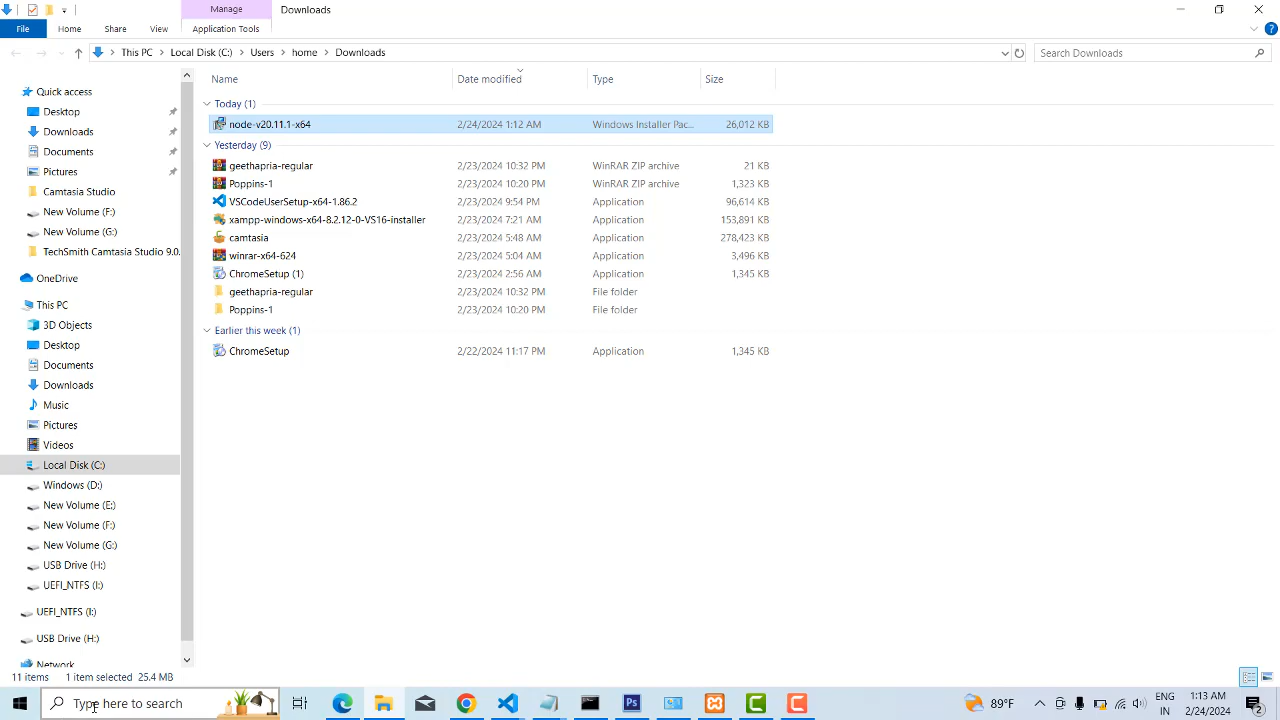 Manage
Downloads
File
Home
Share
View
Application Tools
This PC
Local Disk (C:)
Users
home
Downloads
Search Downloads
Name
Date modified
Type
Size
Quick access
Desktop
Downloads
Documents
Pictures
Camtasia Studio
New Volume (F:)
New Volume (G:)
TechSmith Camtasia Studio 9.0.
OneDrive
This PC
3D Objects
Desktop
Documents
Downloads
Music
Pictures
Videos
Local Disk (C:)
Windows (D:)
New Volume (E:)
New Volume (F:)
New Volume (G:)
USB Drive (H:)
UEFI_NTFS (I:)
UEFI_NTFS (I:)
USB Drive (H:)
Network
Today (1)
node-v20.11.1-x64 2/24/2024 1:12 AM Windows Installer Pac... 26,012 KB
Yesterday (9)
geethapria-regular 2/23/2024 10:32 PM WinRAR ZIP archive 21 KB
Poppins-1 2/23/2024 10:20 PM WinRAR ZIP archive 1,323 KB
VSCodeUserSetup-x64-1.86.2 2/23/2024 9:54 PM Application 96,614 KB
xampp-windows-x64-8.2.12-0-VS16-installer 2/23/2024 7:21 AM Application 153,891 KB
camtasia 2/23/2024 5:48 AM Application 278,423 KB
winrar-x64-624 2/23/2024 5:04 AM Application 3,496 KB
ChromeSetup (1) 2/23/2024 2:56 AM Application 1,345 KB
geethapria-regular 2/23/2024 10:32 PM File folder
Poppins-1 2/23/2024 10:20 PM File folder
Earlier this week (1)
ChromeSetup 2/22/2024 11:17 PM Application 1,345 KB
11 items 1 item selected 25.4 MB
Type here to search
Ps
89°F
ENG
IN
1:13 AM
2/24/2024
2